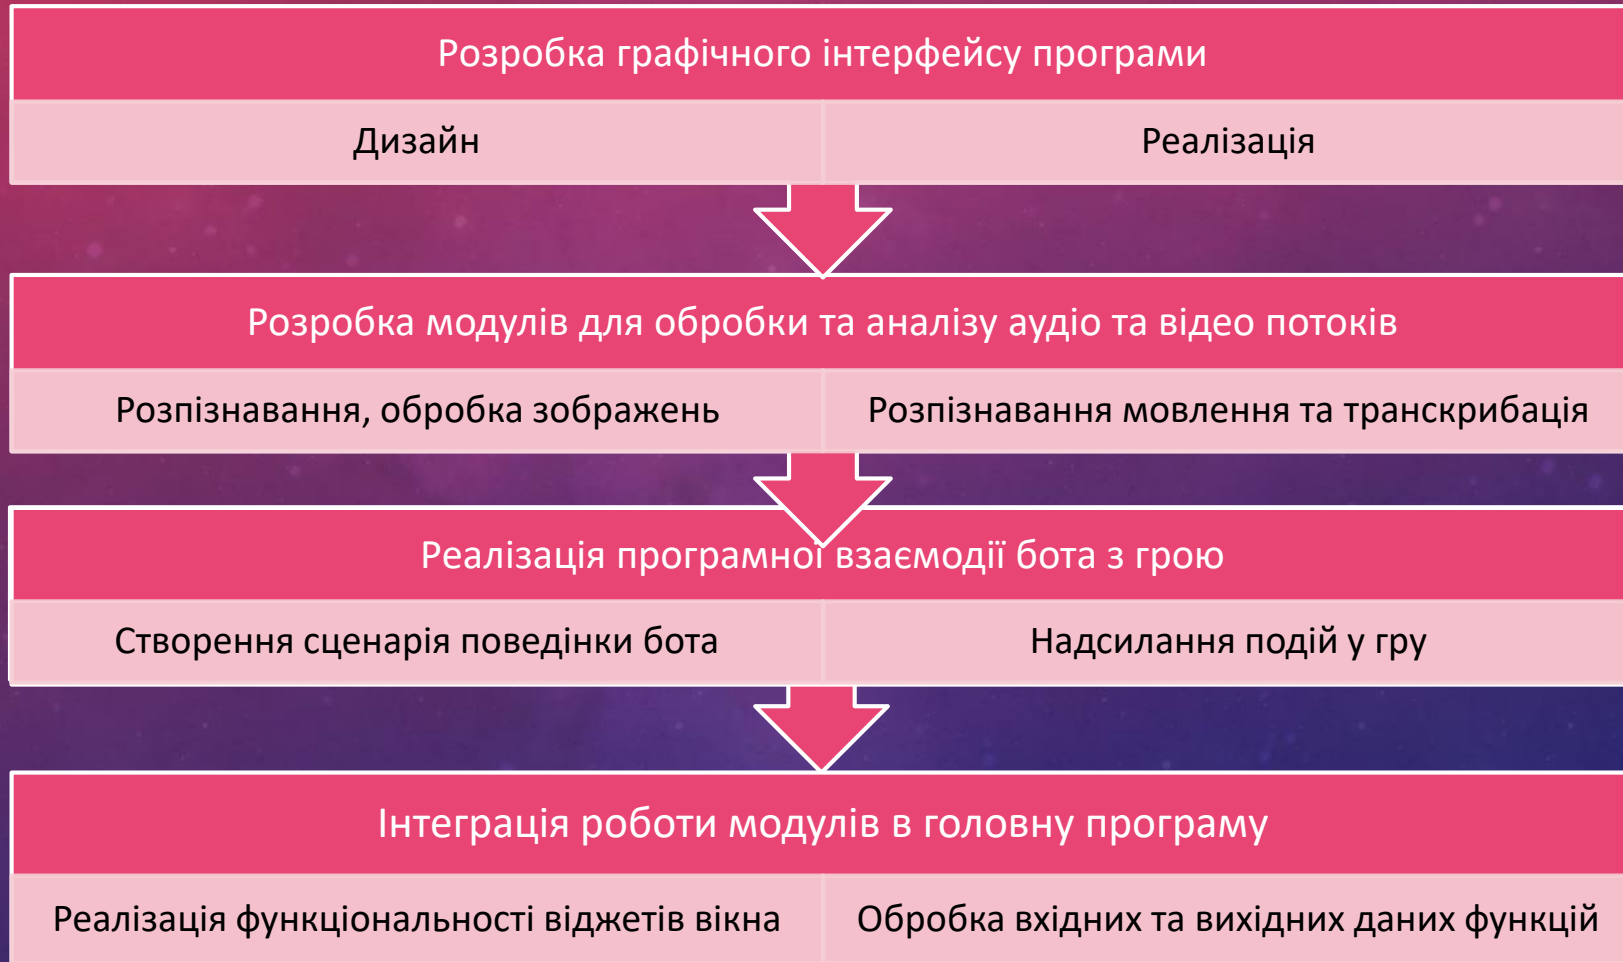 Розробка графічного інтерфейсу програми
Дизайн
Реалізація
Розробка модулів для обробки та аналізу аудіо та відео потоків
Розпізнавання, обробка зображень
Розпізнавання мовлення та транскрибація
Реалізація програмної взаємодії бота з грою
Створення сценарія поведінки бота
Надсилання подій у гру
Інтеграція роботи модулів в головну програму
Реалізація функціональності віджетів вікна
Обробка вхідних та вихідних даних функцій